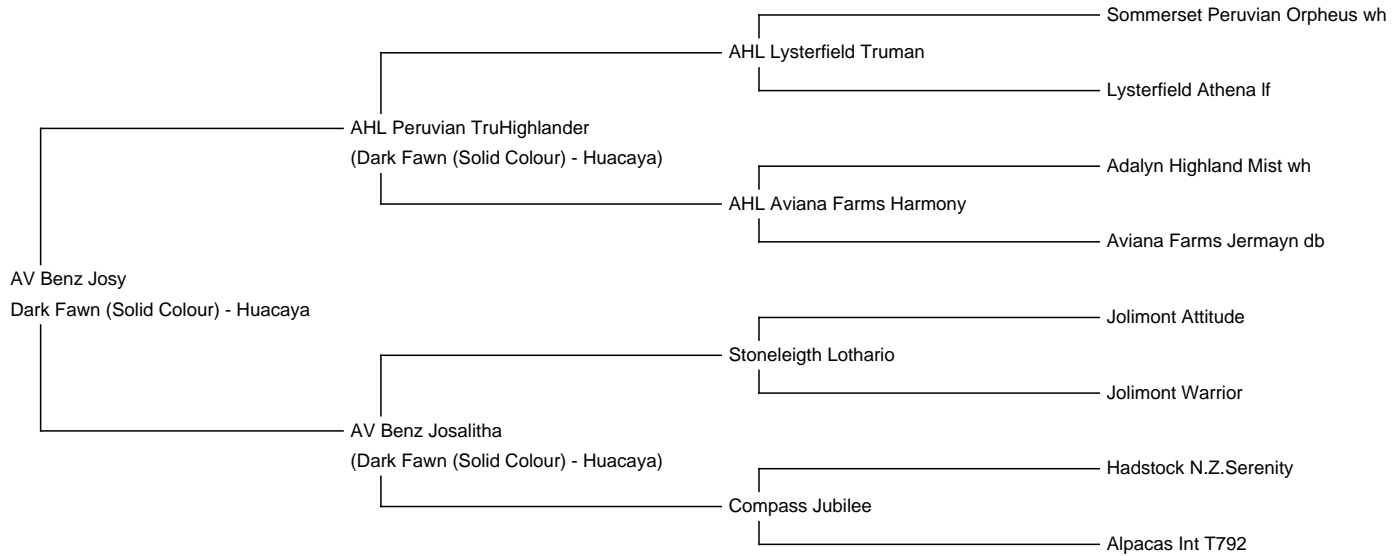 Sommerset Peruvian Orpheus wh
AHL Lysterfield Truman
Lysterfield Athena lf
AHL Peruvian TruHighlander
(Dark Fawn (Solid Colour) - Huacaya)
Adalyn Highland Mist wh
AHL Aviana Farms Harmony
Aviana Farms Jermayn db
AV Benz Josy
Dark Fawn (Solid Colour) - Huacaya
Jolimont Attitude
Stoneleigth Lothario
Jolimont Warrior
AV Benz Josalitha
(Dark Fawn (Solid Colour) - Huacaya)
Hadstock N.Z.Serenity
Compass Jubilee
Alpacas Int T792